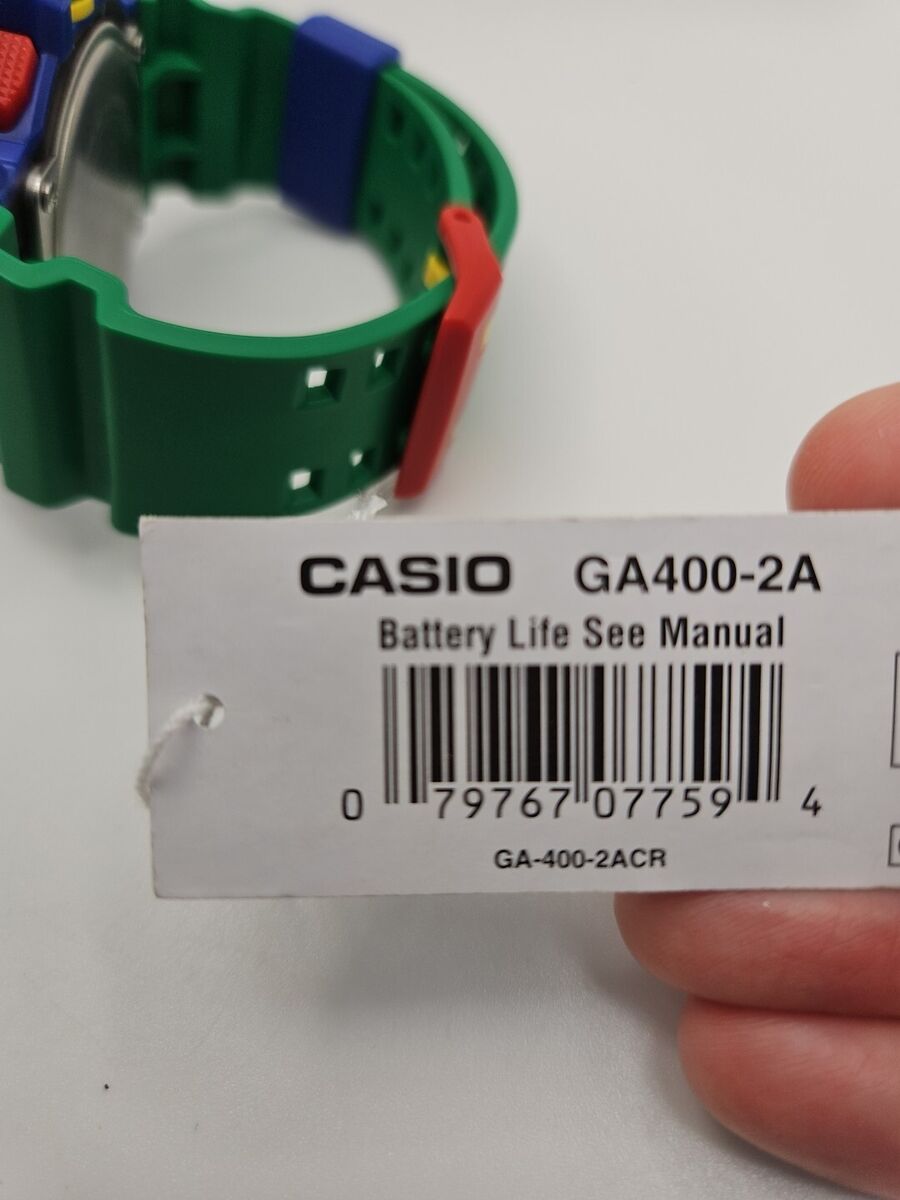 CASIO GA400-2A
Battery Life See Manual
0 79767 07759 4
GA-400-2ACR